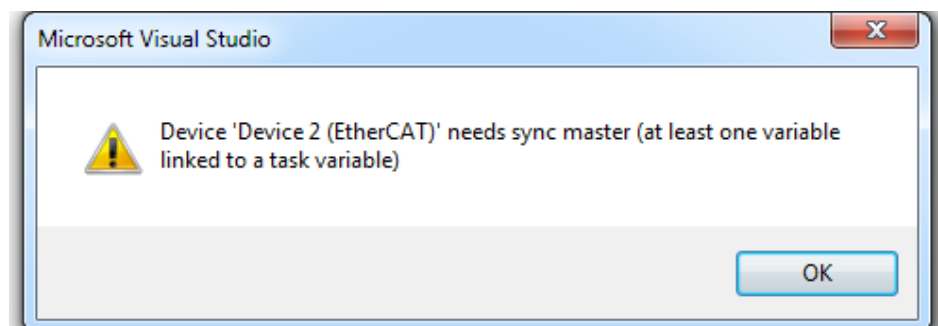 Microsoft Visual Studio
Device 'Device 2 (EtherCAT)' needs sync master (at least one variable
linked to a task variable)
OK